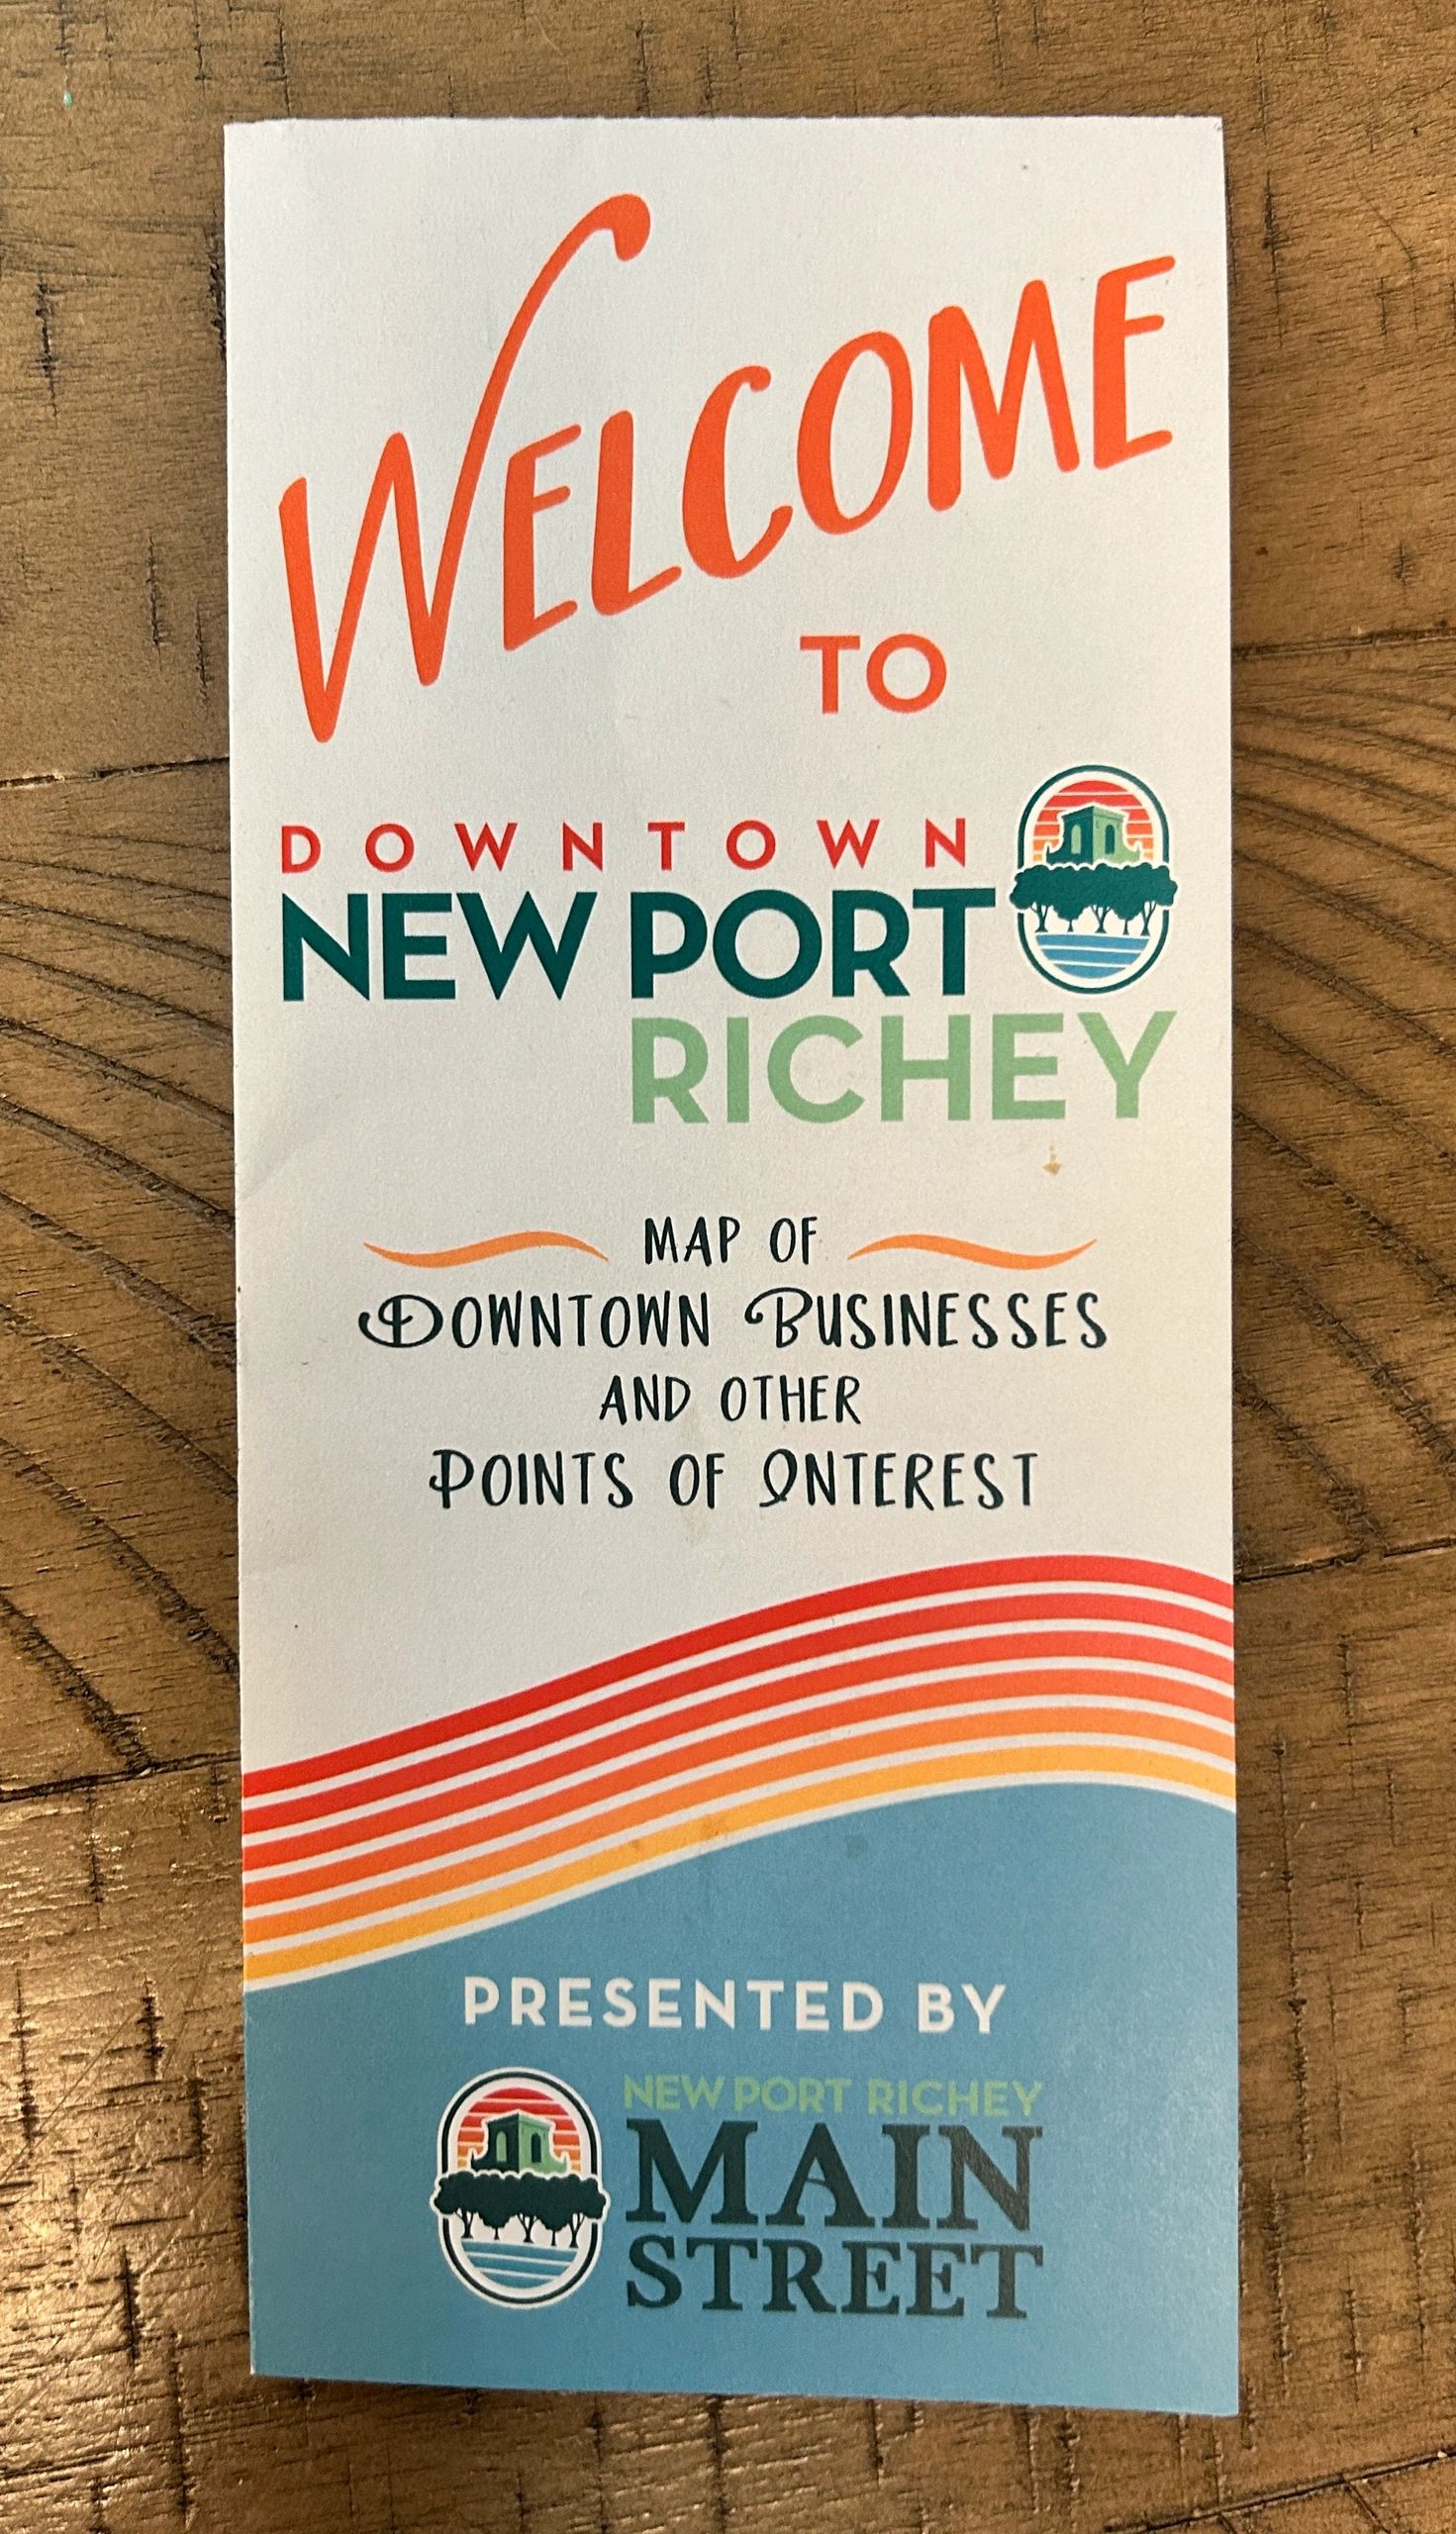 WELCOME
TO
DOWNTOWN
NEW PORT
RICHEY
MAP OF
DOWNTOWN BUSINESSES
AND OTHER
POINTS OF INTEREST
PRESENTED BY
NEW PORT RICHEY
MAIN
STREET